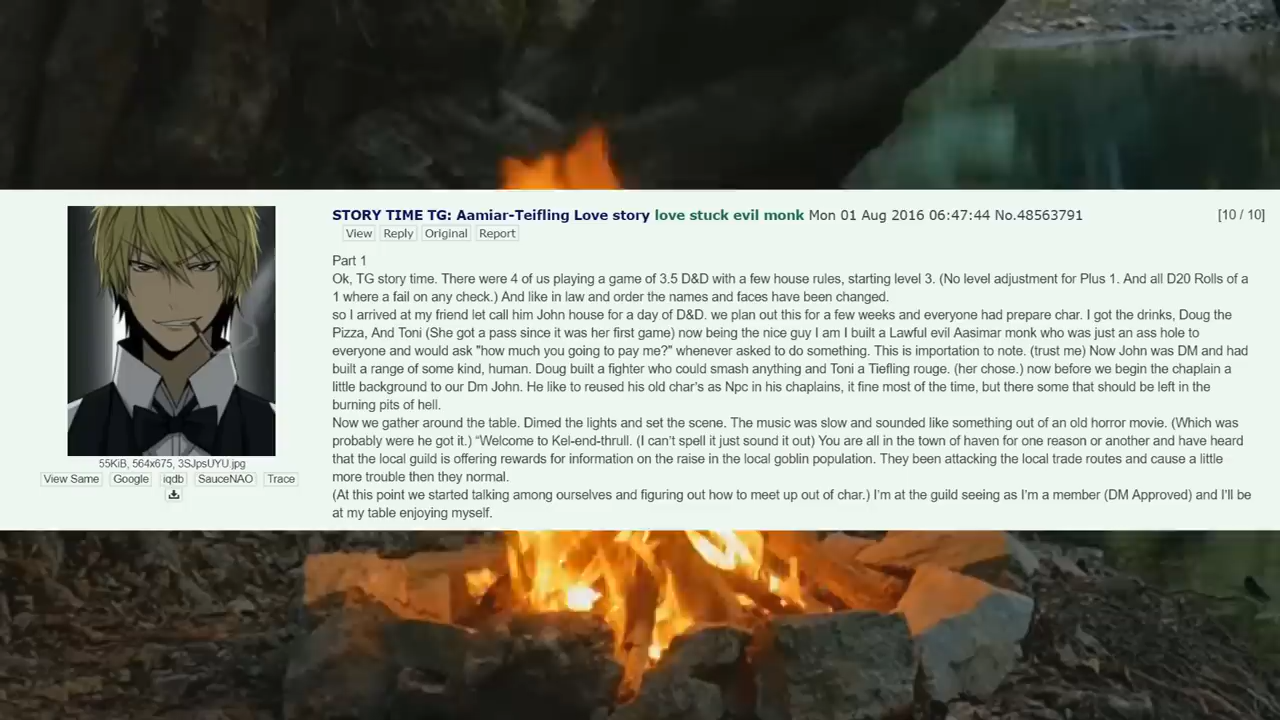 STORY TIME TG: Aamiar-Teifling Love story love stuck evil monk Mon 01 Aug 2016 06:47:44 No.48563791 [10 / 10]
View Reply Original Report
Part 1
Ok, TG story time. There were 4 of us playing a game of 3.5 D&D with a few house rules, starting level 3. (No level adjustment for Plus 1. And all D20 Rolls of a
1 where a fail on any check.) And like in law and order the names and faces have been changed.
so I arrived at my friend let call him John house for a day of D&D. we plan out this for a few weeks and everyone had prepare char. I got the drinks, Doug the
Pizza, And Toni (She got a pass since it was her first game) now being the nice guy I am I built a Lawful evil Aasimar monk who was just an ass hole to
everyone and would ask "how much you going to pay me?" whenever asked to do something. This is importation to note. (trust me) Now John was DM and had
built a range of some kind, human. Doug built a fighter who could smash anything and Toni a Tiefling rouge. (her chose.) now before we begin the chaplain a
little background to our Dm John. He like to reused his old char's as Npc in his chaplains, it fine most of the time, but there some that should be left in the
burning pits of hell.
Now we gather around the table. Dimed the lights and set the scene. The music was slow and sounded like something out of an old horror movie. (Which was
probably were he got it.) “Welcome to Kel-end-thrull. (I can’t spell it just sound it out) You are all in the town of haven for one reason or another and have heard
that the local guild is offering rewards for information on the raise in the local goblin population. They been attacking the local trade routes and cause a little
more trouble then they normal.
(At this point we started talking among ourselves and figuring out how to meet up out of char.) I’m at the guild seeing as I’m a member (DM Approved) and I'll be
at my table enjoying myself.
55KiB, 564x675, 3SJpsUYU.jpg
View Same Google iqdb SauceNAO Trace